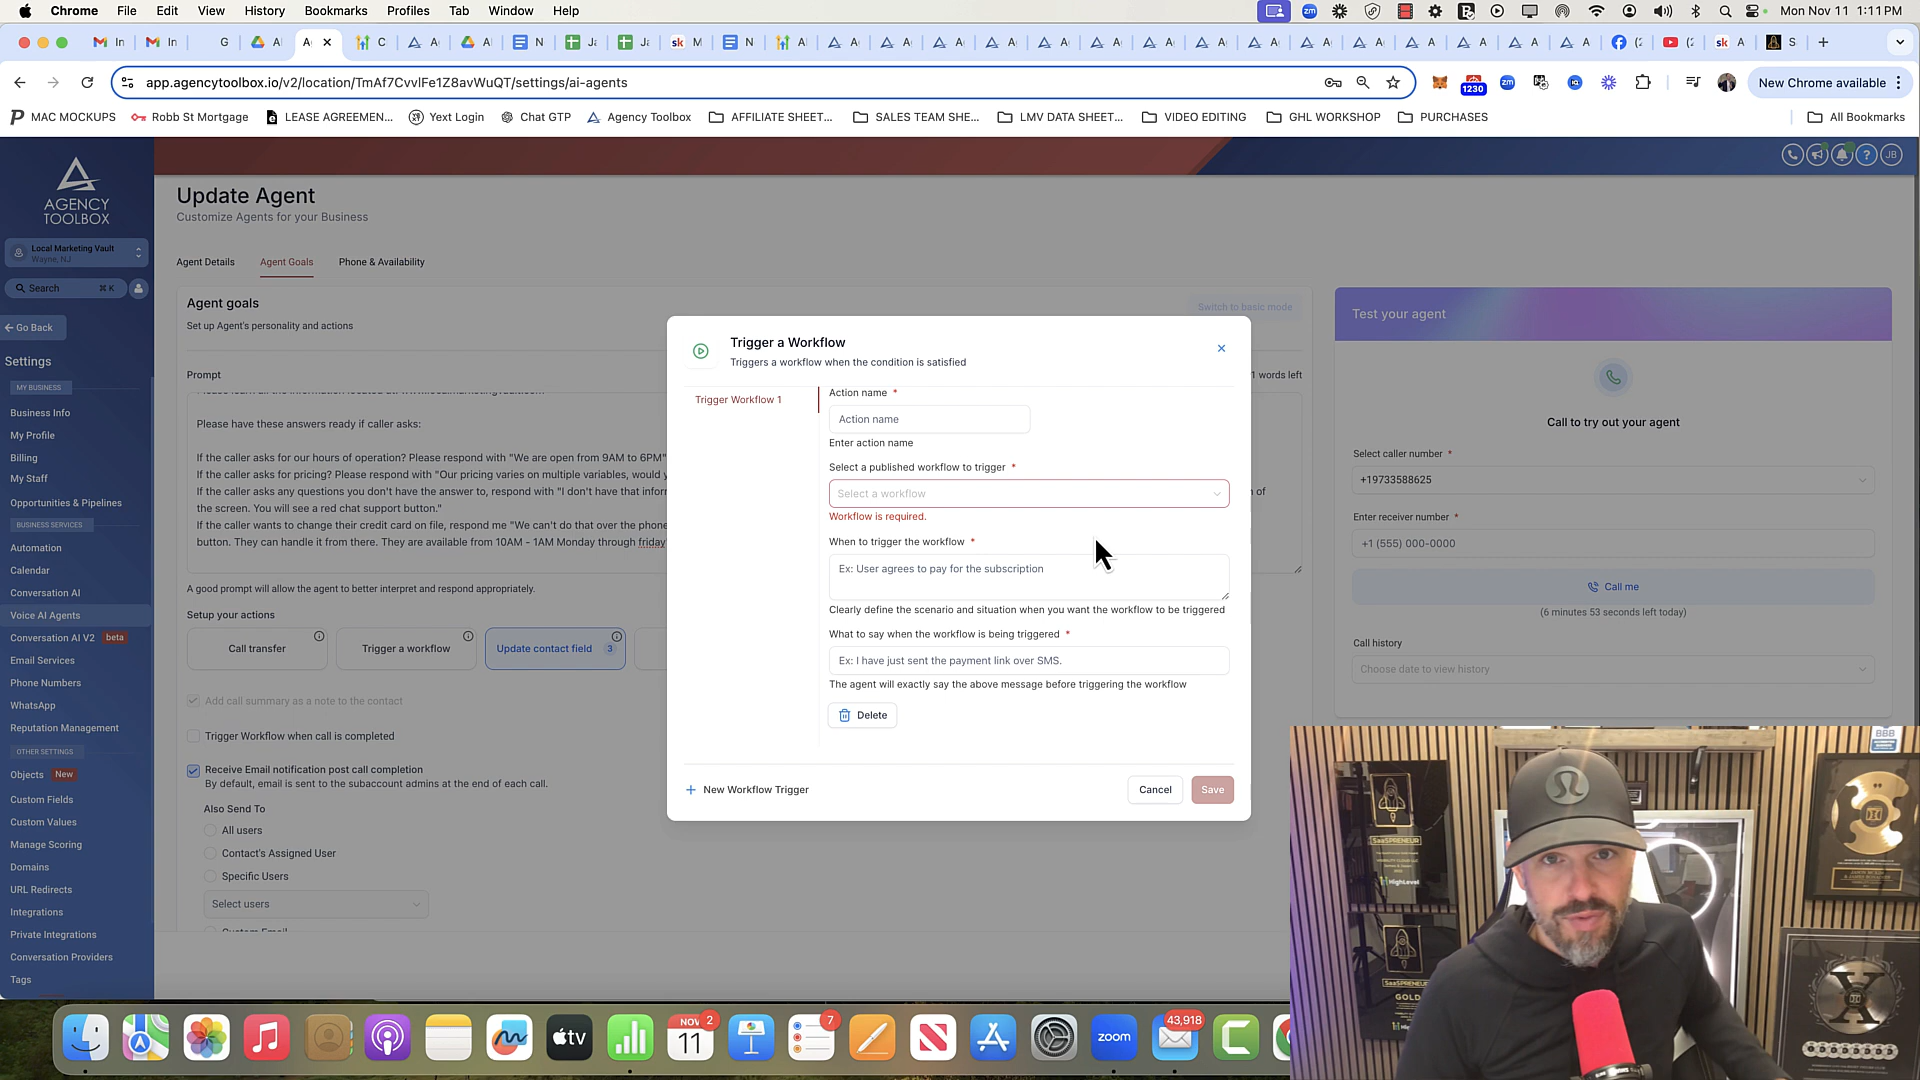 Chrome File Edit View History Bookmarks Profiles Tab Window Help
zm
Mon Nov 11 1:11 PM
In In G A A C A A N J J sk M N A A A A A A A A A A A A A A A A sk A S
app.agencytoolbox.io/v2/location/TmAf7CvvlFe1Z8avWuQT/settings/ai-agents
1230
New Chrome available
MAC MOCKUPS Robb St Mortgage LEASE AGREEMEN... Yext Login Chat GTP Agency Toolbox AFFILIATE SHEET... SALES TEAM SHE... LMV DATA SHEET... VIDEO EDITING GHL WORKSHOP PURCHASES All Bookmarks
AGENCY
TOOLBOX
Local Marketing Vault
Wayne, NJ
Search ⌘ K
Go Back
Settings
MY BUSINESS
Business Info
My Profile
Billing
My Staff
Opportunities & Pipelines
BUSINESS SERVICES
Automation
Calendar
Conversation AI
Voice AI Agents
Conversation AI V2 beta
Email Services
Phone Numbers
WhatsApp
Reputation Management
OTHER SETTINGS
Objects New
Custom Fields
Custom Values
Manage Scoring
Domains
URL Redirects
Integrations
Private Integrations
Conversation Providers
Tags
JB
Update Agent
Customize Agents for your Business
Agent Details Agent Goals Phone & Availability
Agent goals
Set up Agent's personality and actions
Switch to basic mode
Prompt
1 words left
Please have these answers ready if caller asks:
If the caller asks for our hours of operation? Please respond with "We are open from 9AM to 6PM"
If the caller asks for pricing? Please respond with "Our pricing varies on multiple variables, would y
If the caller asks any questions you don't have the answer to, respond with "I don't have that infor
of
the screen. You will see a red chat support button."
If the caller wants to change their credit card on file, respond me "We can't do that over the phone
button. They can handle it from there. They are available from 10AM - 1AM Monday through friday
A good prompt will allow the agent to better interpret and respond appropriately.
Setup your actions
Call transfer Trigger a workflow Update contact field 3
Add call summary as a note to the contact
Trigger Workflow when call is completed
Receive Email notification post call completion
By default, email is sent to the subaccount admins at the end of each call.
Also Send To
All users
Contact's Assigned User
Specific Users
Select users
Custom Email
Trigger a Workflow
Triggers a workflow when the condition is satisfied
Trigger Workflow 1
Action name *
Action name
Enter action name
Select a published workflow to trigger *
Select a workflow
Workflow is required.
When to trigger the workflow *
Ex: User agrees to pay for the subscription
Clearly define the scenario and situation when you want the workflow to be triggered
What to say when the workflow is being triggered *
Ex: I have just sent the payment link over SMS.
The agent will exactly say the above message before triggering the workflow
Delete
+ New Workflow Trigger
Cancel Save
Test your agent
Call to try out your agent
Select caller number *
+19733588625
Enter receiver number *
+1 (555) 000-0000
Call me
(6 minutes 53 seconds left today)
Call history
Choose date to view history
BBB
SaaSPRENEUR
HighLevel
SaaSPRENEUR
GOLD
X
NOV 2
11
7
tv
zoom
43,918